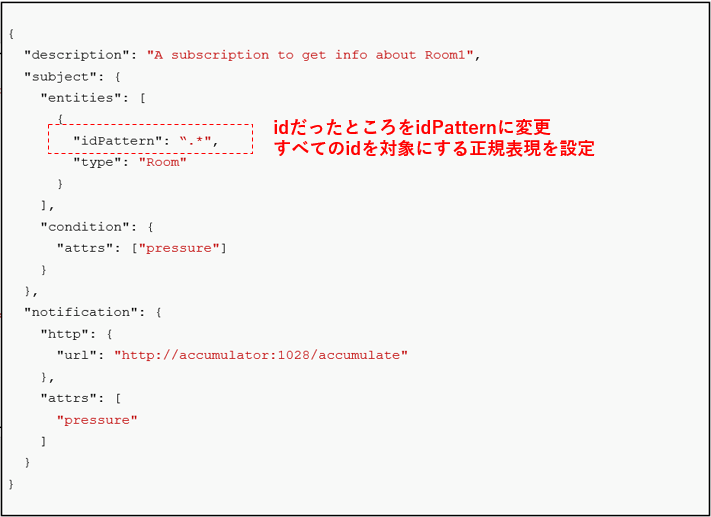 {
"description": "A subscription to get info about Room1",
"subject": {
"entities": [
{
"idPattern": “.*",
"type": "Room"
}
],
"condition": {
"attrs": ["pressure"]
}
},
"notification": {
"http": {
"url": "http://accumulator:1028/accumulate"
},
"attrs": [
"pressure"
]
}
}
idだったところをidPatternに変更
すべてのidを対象にする正規表現を設定